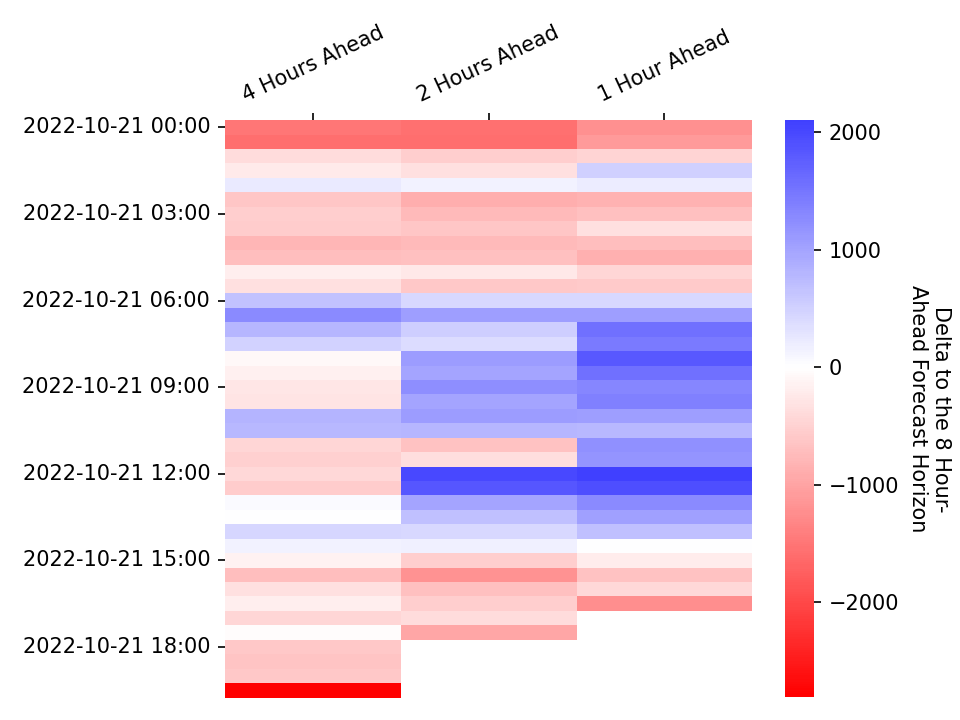 4 Hours Ahead
2 Hours Ahead
1 Hour Ahead
2022-10-21 00:00
2022-10-21 03:00
2022-10-21 06:00
2022-10-21 09:00
2022-10-21 12:00
2022-10-21 15:00
2022-10-21 18:00
2000
1000
0
−1000
−2000
Delta to the 8 Hour-
Ahead Forecast Horizon